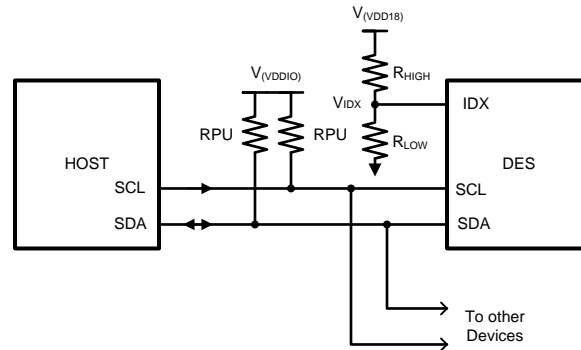 V(VDD18)
RHIGH
V(VDDIO)
VIDX
IDX
RPU
RPU
RLOW
HOST
DES
SCL
SCL
SDA
SDA
To other
Devices